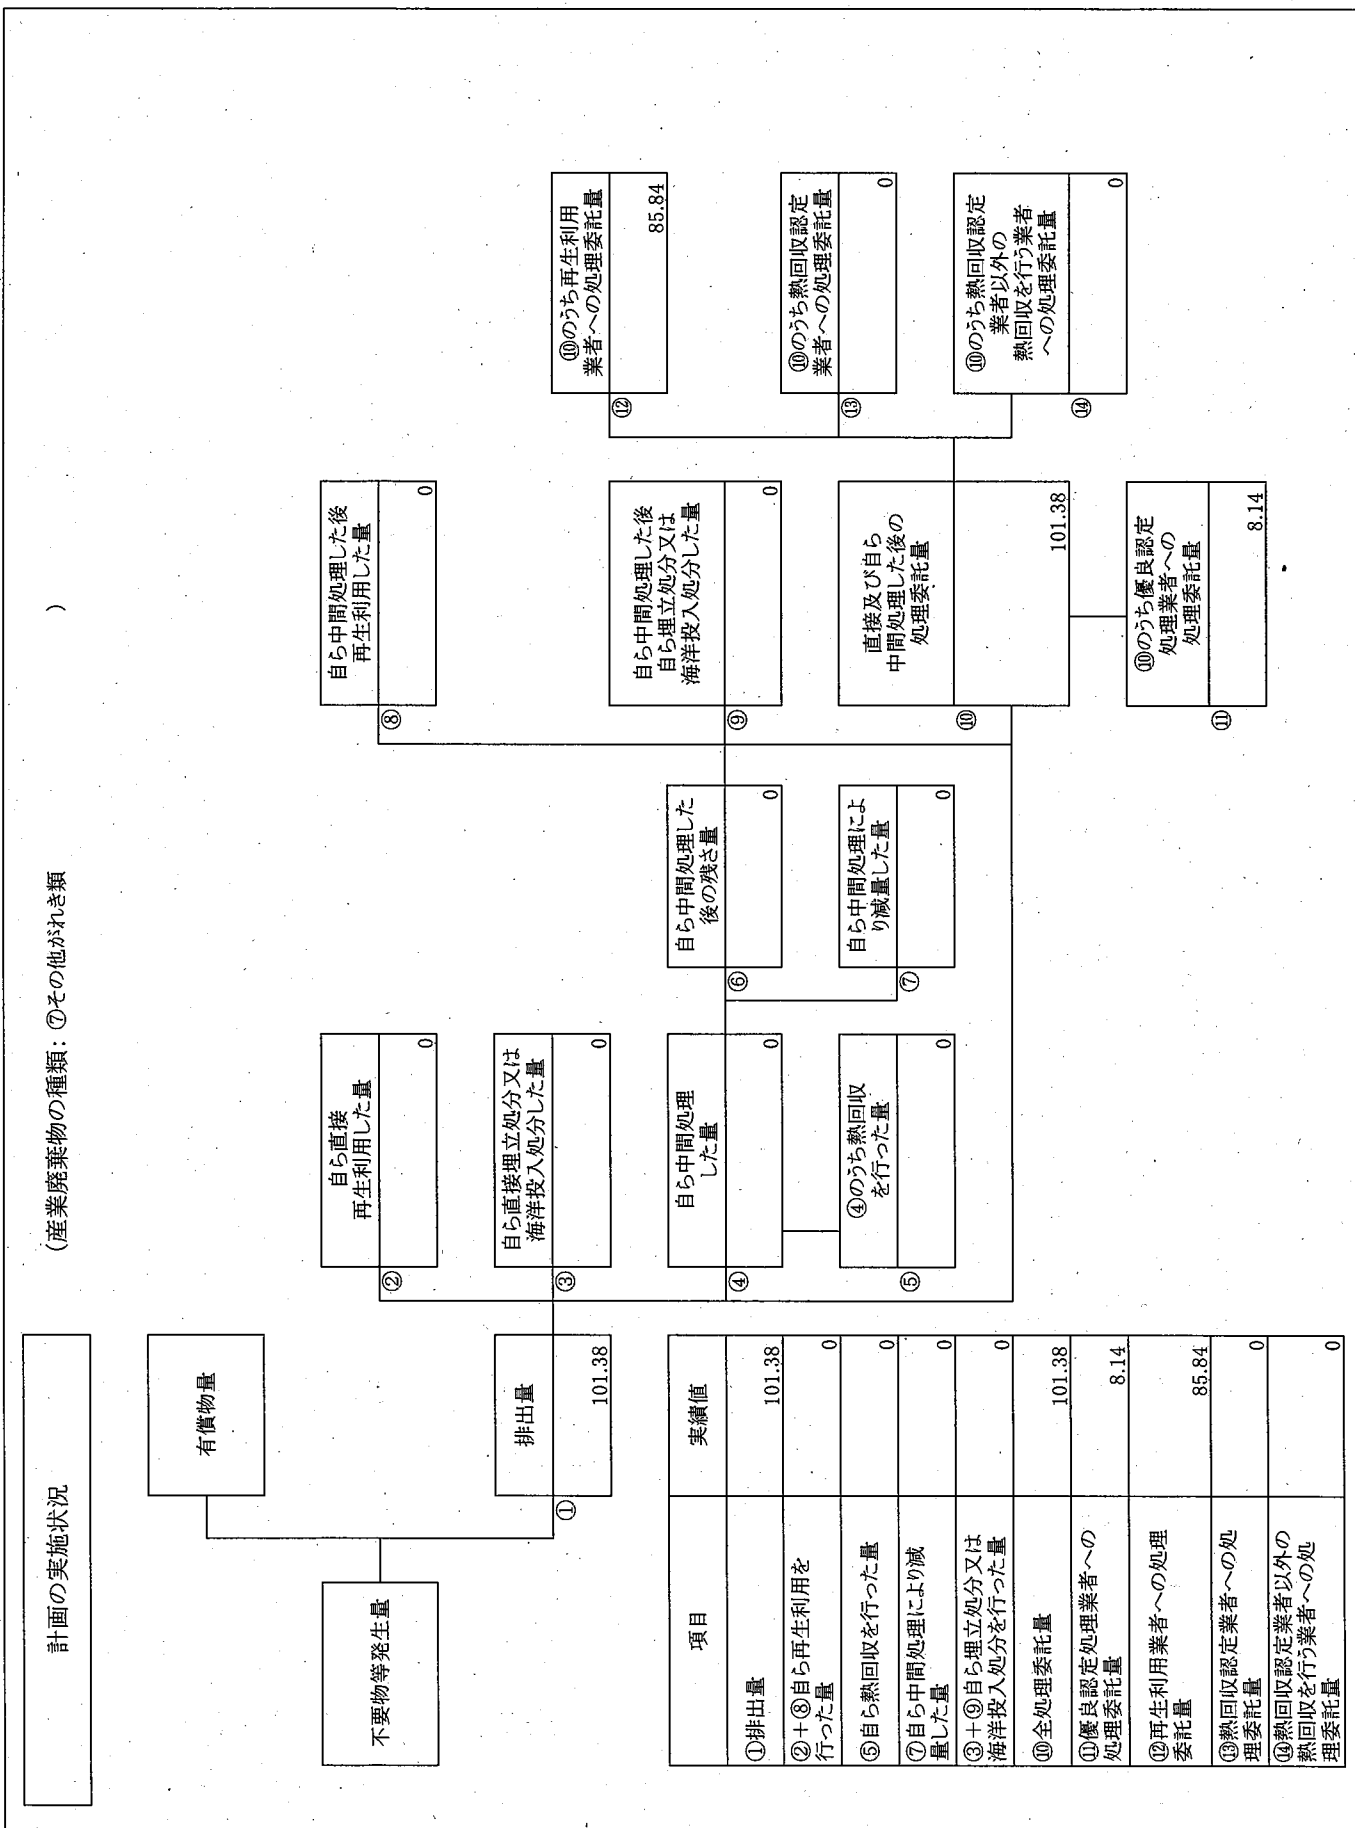 計画の実施状況
（産業廃棄物の種類：⑦その他がれき類　）
不要物等発生量
有償物量
①
排出量
101.38
②
自ら直接
再生利用した量
0
③
自ら直接埋立処分又は
海洋投入処分した量
0
④
自ら中間処理
した量
0
⑤
④のうち熱回収
を行った量
0
⑥
自ら中間処理した
後の残さ量
0
⑦
自ら中間処理によ
り減量した量
0
⑧
自ら中間処理した後
再生利用した量
0
⑨
自ら中間処理した後
自ら埋立処分又は
海洋投入処分した量
0
⑩
直接及び自ら
中間処理した後の
処理委託量
101.38
⑪
⑩のうち優良認定
処理業者への
処理委託量
8.14
⑫
⑩のうち再生利用
業者への処理委託量
85.84
⑬
⑩のうち熱回収認定
業者への処理委託量
0
⑭
⑩のうち熱回収認定
業者以外の
熱回収を行う業者
への処理委託量
0
項目 実績値
①排出量 101.38
②＋⑧自ら再生利用を
行った量 0
⑤自ら熱回収を行った量 0
⑦自ら中間処理により減
量した量 0
③＋⑨自ら埋立処分又は
海洋投入処分を行った量 0
⑩全処理委託量 101.38
⑪優良認定処理業者への
処理委託量 8.14
⑫再生利用業者への処理
委託量 85.84
⑬熱回収認定業者への処
理委託量 0
⑭熱回収認定業者以外の
熱回収を行う業者への処
理委託量 0